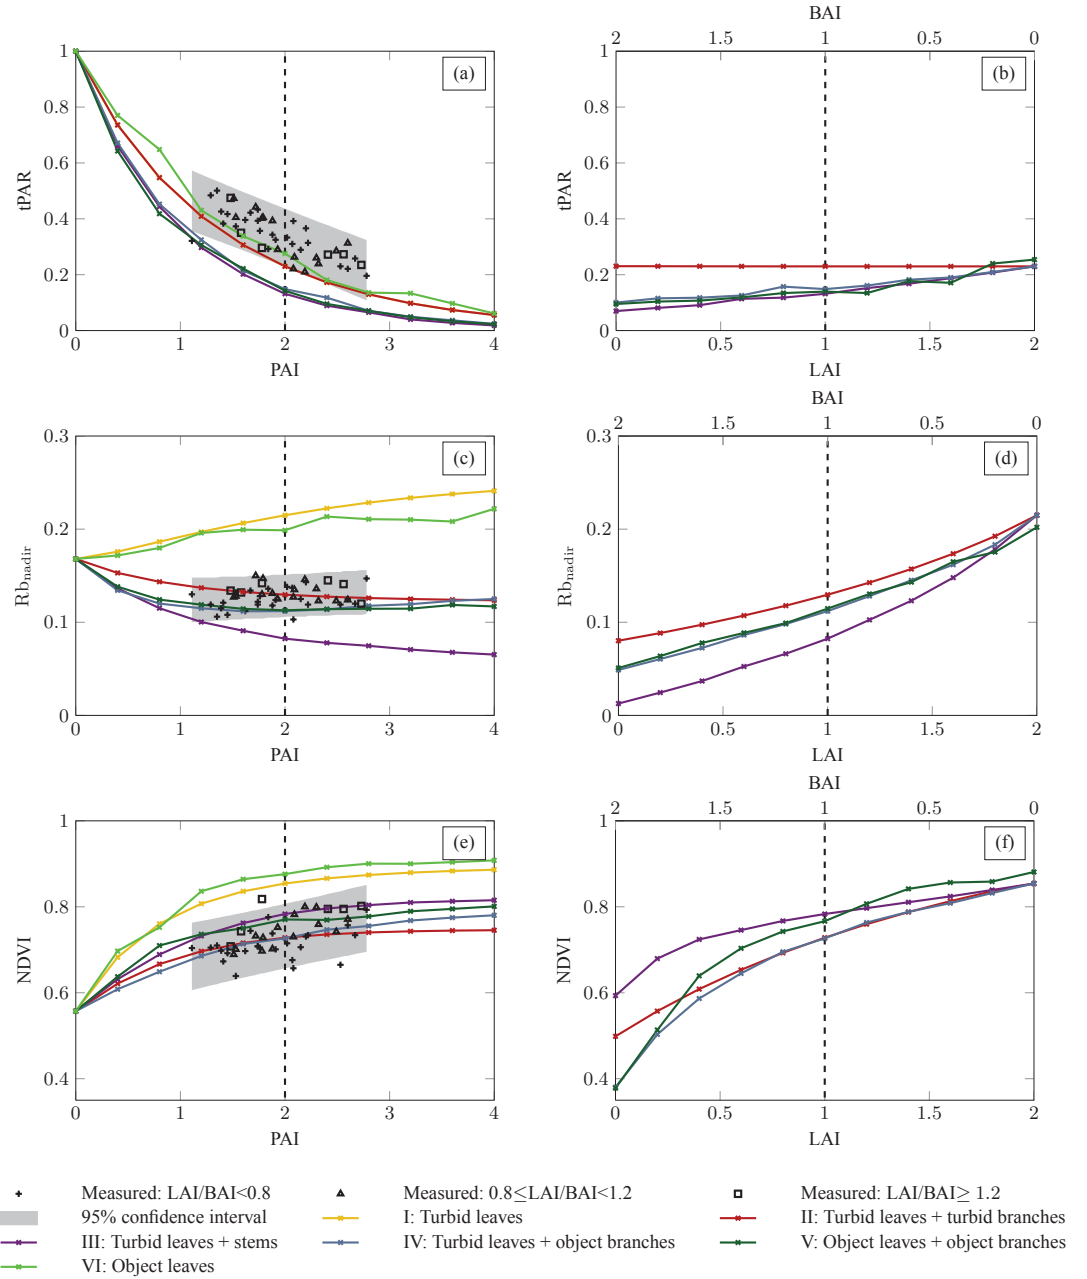 BAI
2 1.5 1 0.5 0
1 0.8 0.6 0.4 0.2 0
tPAR
(a)
0 1 2 3 4
PAI
1 0.8 0.6 0.4 0.2 0
tPAR
(b)
0 0.5 1 1.5 2
LAI
BAI
2 1.5 1 0.5 0
0.3 0.2 0.1 0
Rbnadir
(c)
0 1 2 3 4
PAI
0.3 0.2 0.1 0
Rbnadir
(d)
0 0.5 1 1.5 2
LAI
BAI
2 1.5 1 0.5 0
1 0.8 0.6 0.4
NDVI
(e)
0 1 2 3 4
PAI
1 0.8 0.6 0.4
NDVI
(f)
0 0.5 1 1.5 2
LAI
Measured: LAI/BAI<0.8
Measured: 0.8≤LAI/BAI<1.2
Measured: LAI/BAI≥ 1.2
95% confidence interval
I: Turbid leaves
II: Turbid leaves + turbid branches
III: Turbid leaves + stems
IV: Turbid leaves + object branches
V: Object leaves + object branches
VI: Object leaves